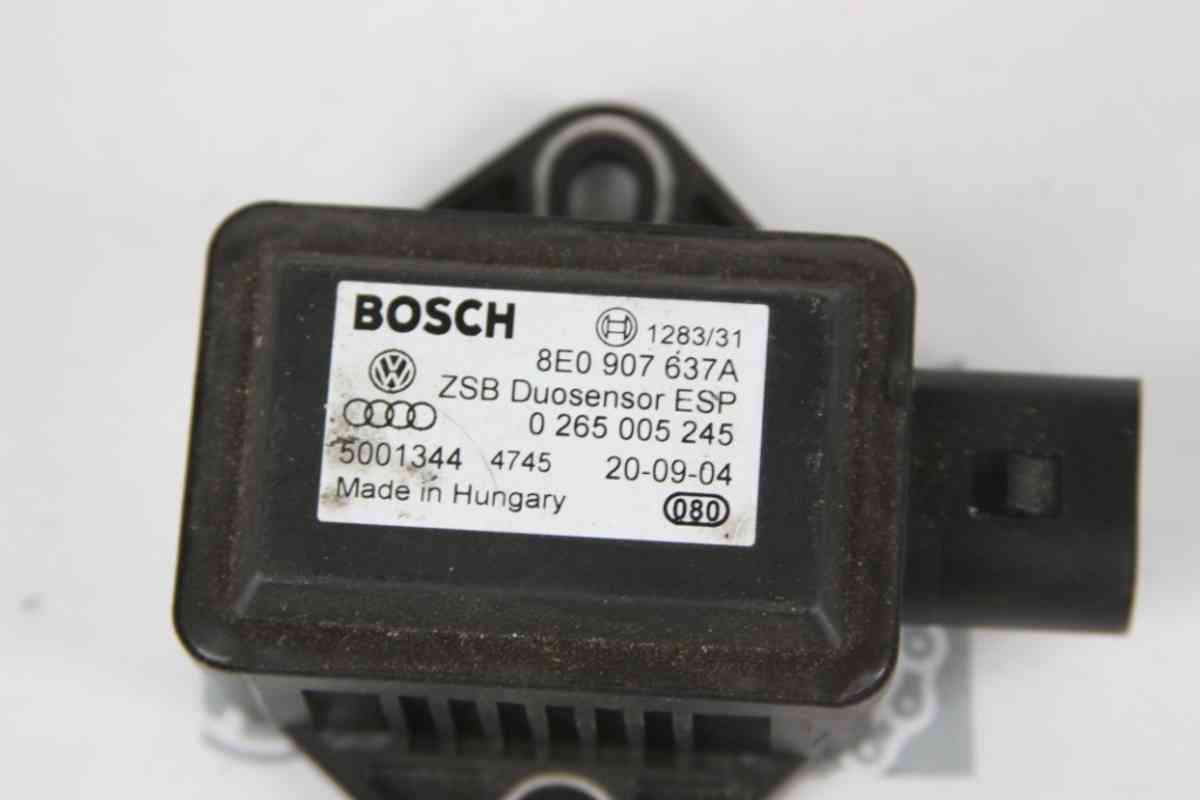 BOSCH
1283/31
8E0 907 637A
ZSB Duosensor ESP
0 265 005 245
5001344 4745 20-09-04
Made in Hungary 080